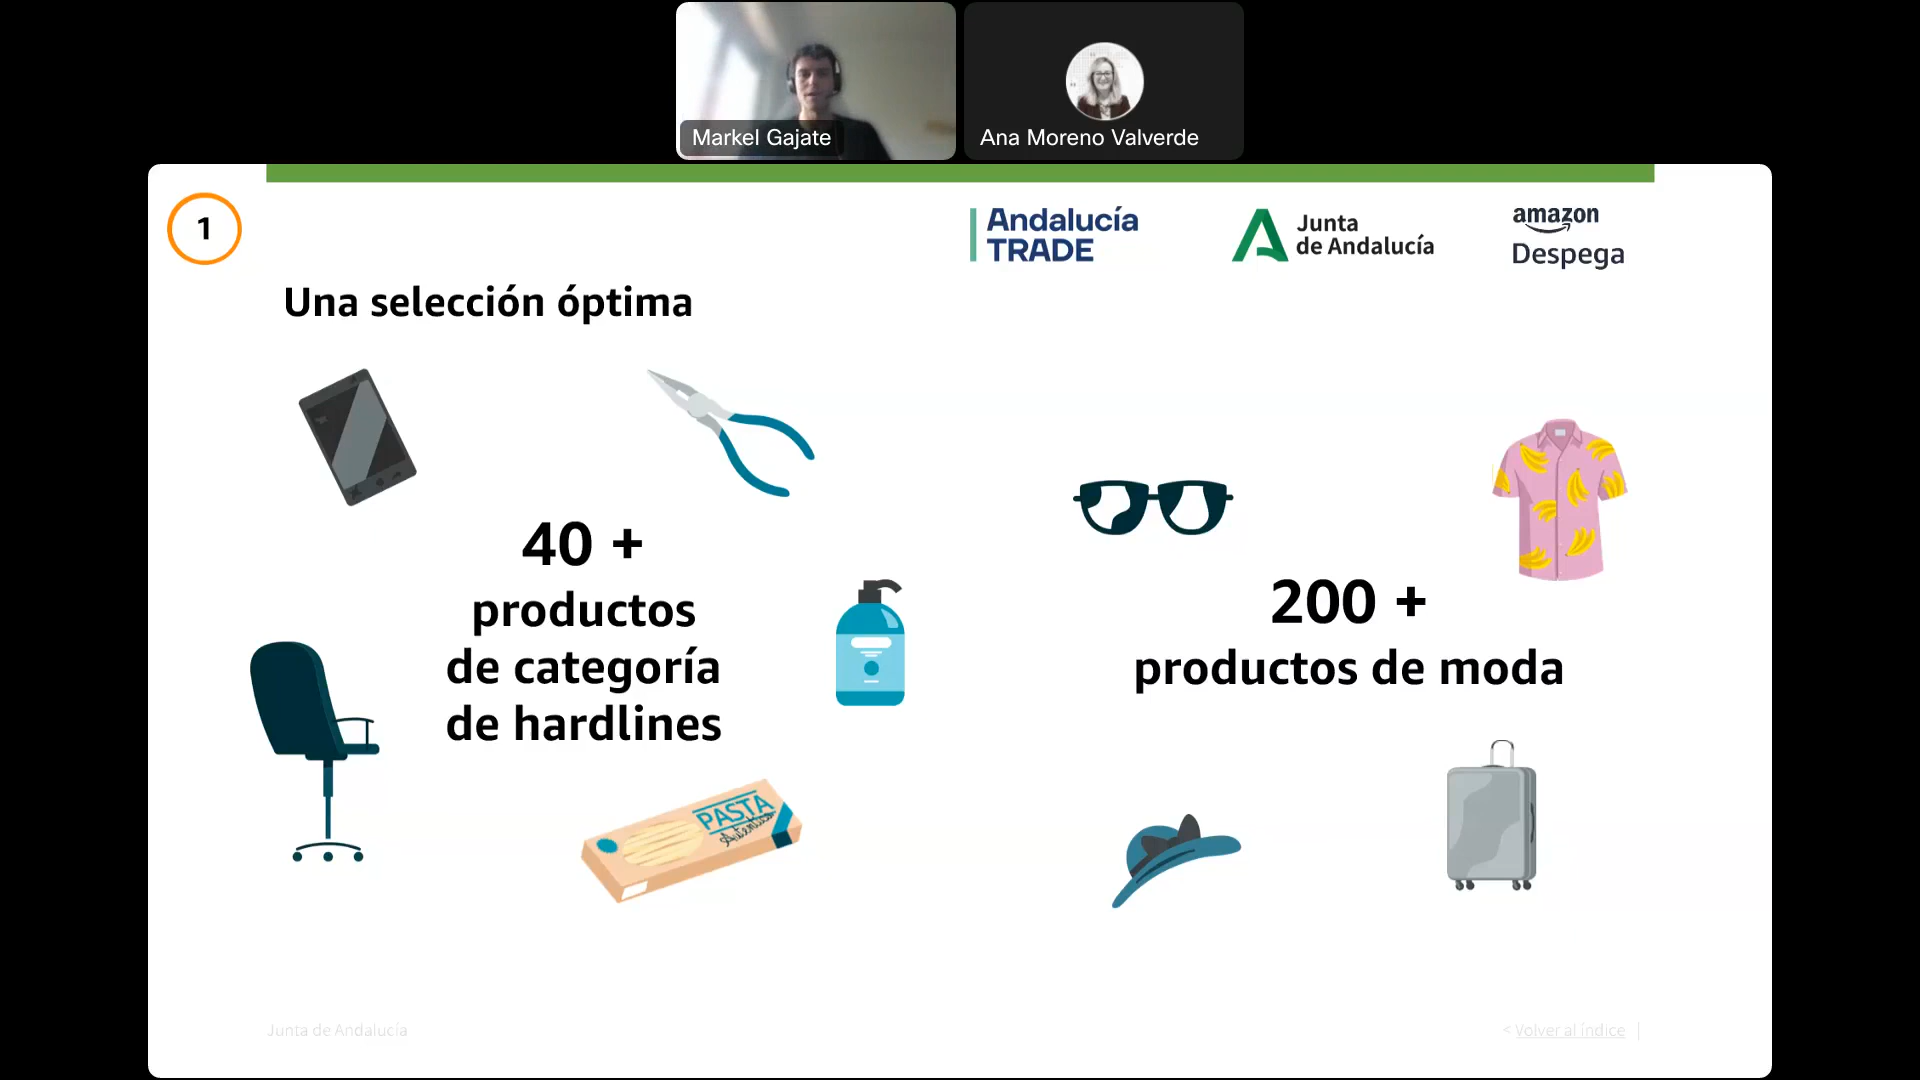 Markel Gajate
Ana Moreno Valverde
1
Andalucía
TRADE
Junta
de Andalucía
amazon
Despega
Una selección óptima
40 +
productos
de categoría
de hardlines
PASTA
Autentica
200 +
productos de moda
Junta de Andalucía
< Volver al índice |